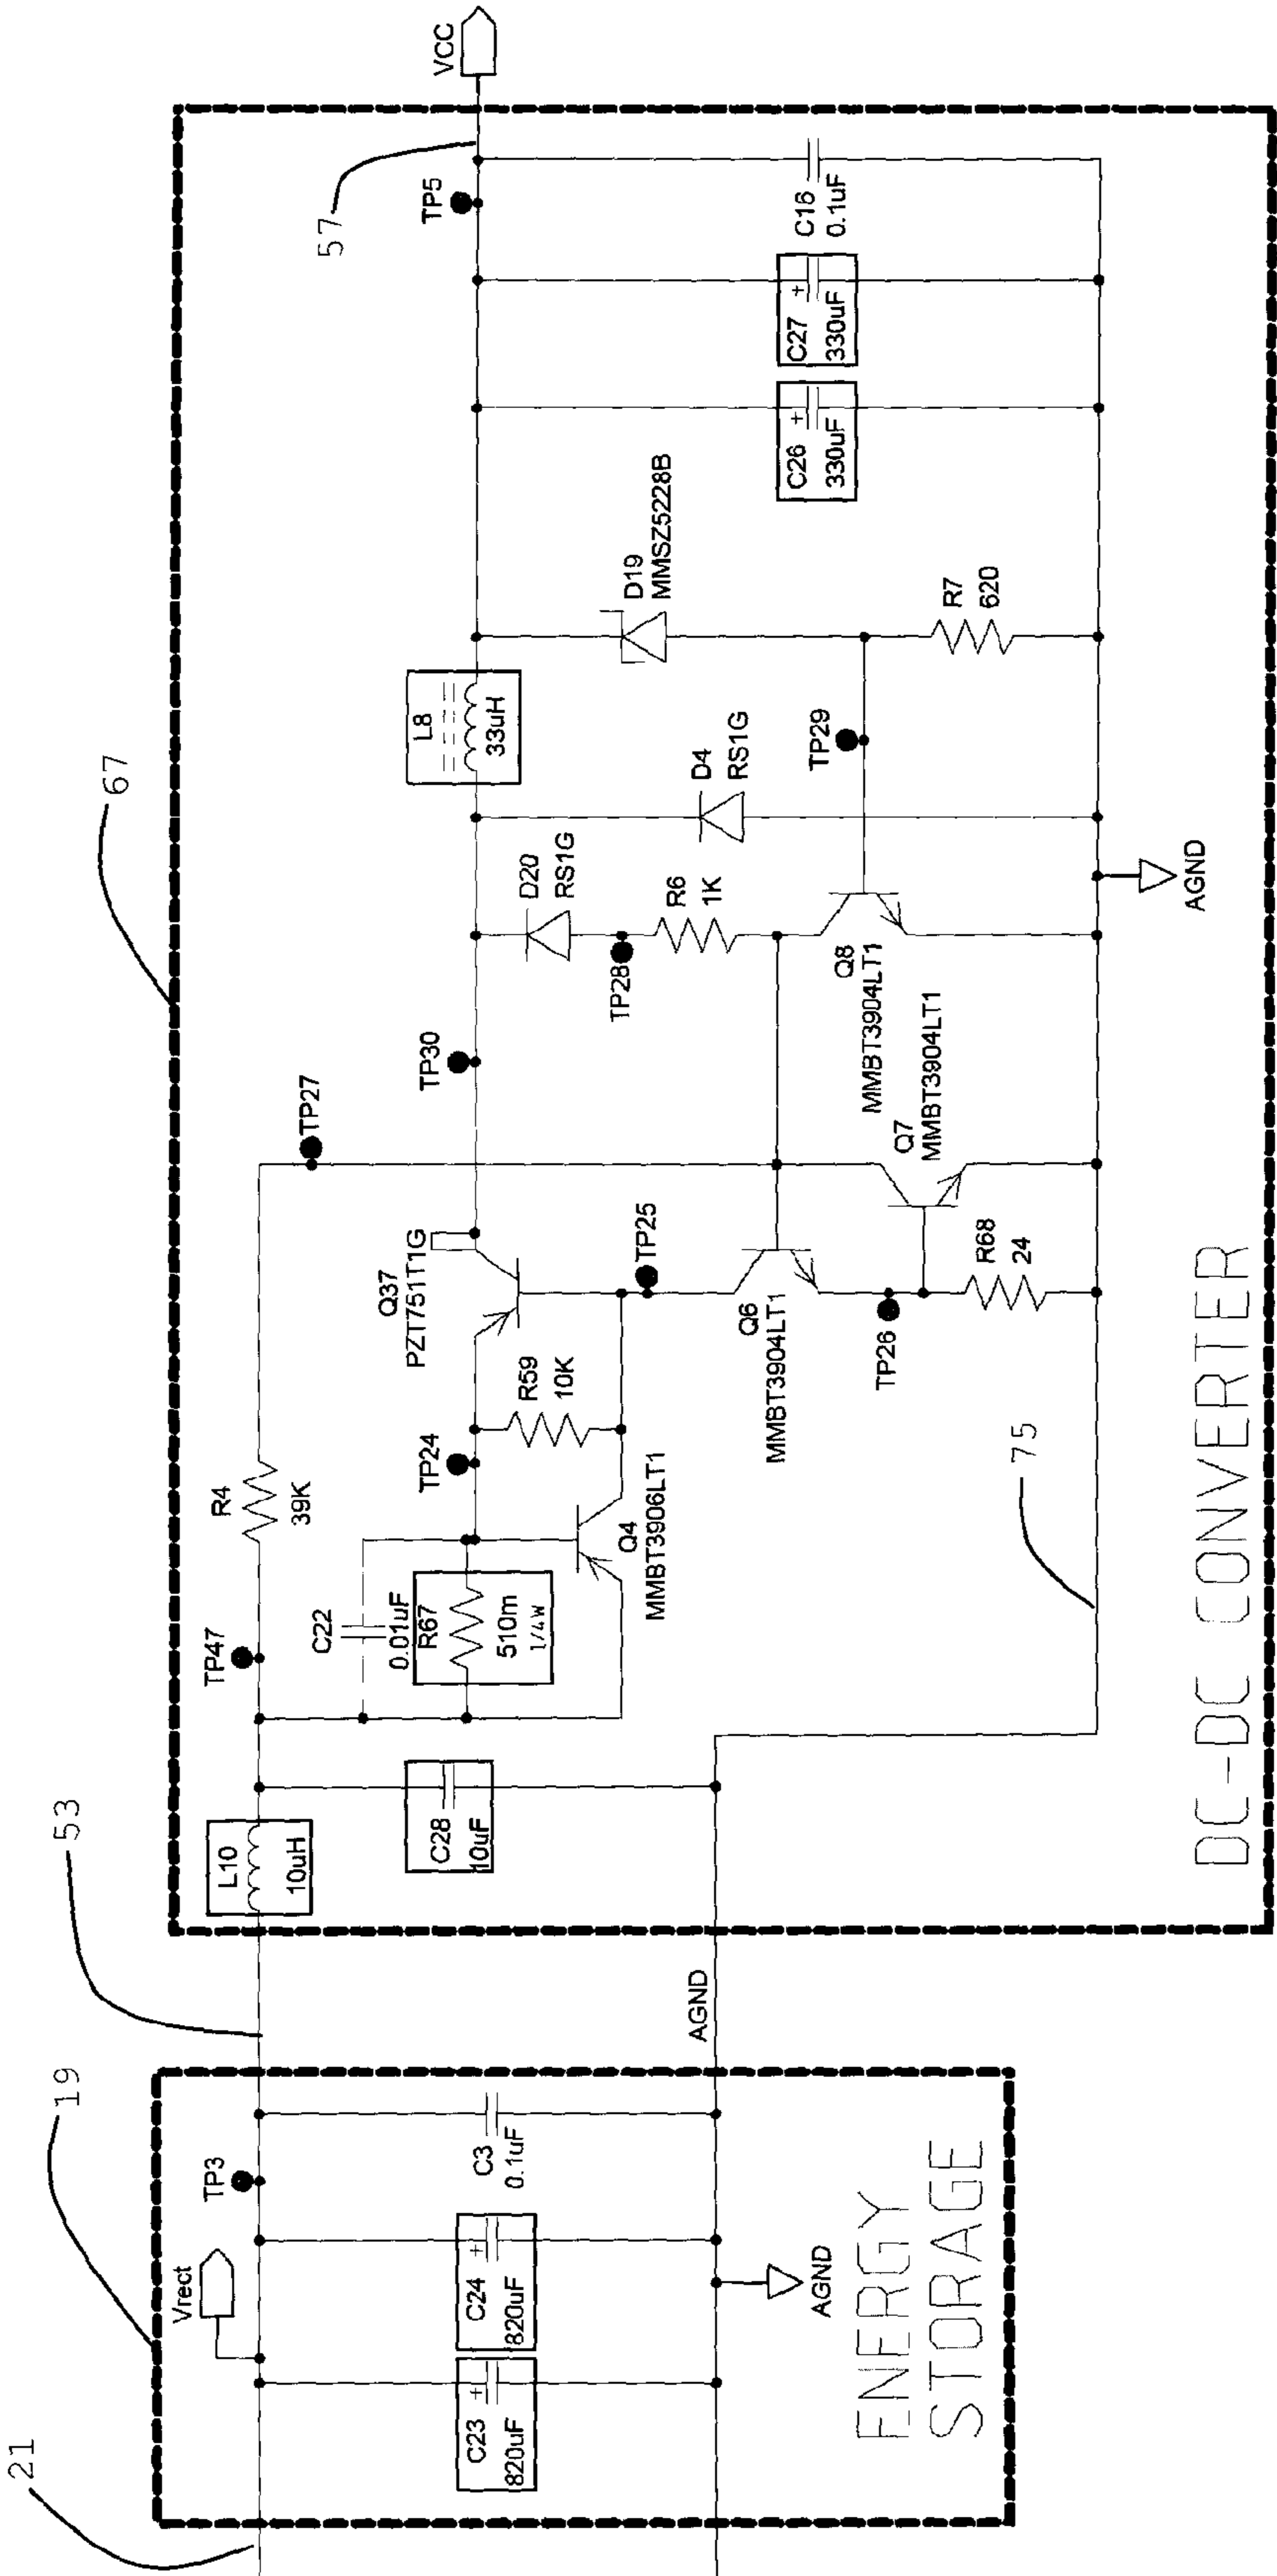 21
19
53
67
57
Vrect
TP3
C23
820uF
C24
820uF
C3
0.1uF
AGND
ENERGY
STORAGE
AGND
L10
10uH
C28
10uF
TP47
R4
39K
C22
0.01uF
R67
510m
1/4W
Q4
MMBT3906LT1
TP24
R59
10K
Q37
PZT751T1G
TP25
TP27
TP30
Q6
MMBT3904LT1
TP26
R68
24
Q7
MMBT3904LT1
Q8
MMBT3904LT1
D20
RS1G
TP28
R6
1K
D4
RS1G
TP29
L8
33uH
D19
MMSZ5228B
R7
620
C26
330uF
C27
330uF
C16
0.1uF
TP5
VCC
AGND
75
DC-DC CONVERTER